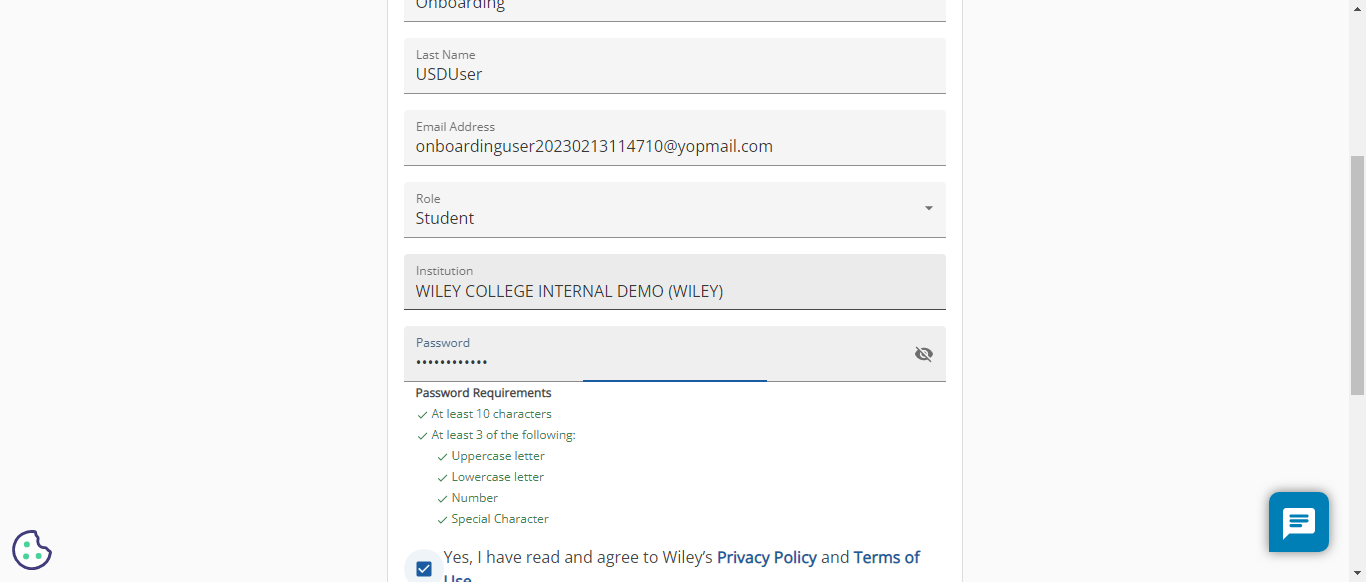 Onboarding
Last Name
USDUser
Email Address
onboardinguser20230213114710@yopmail.com
Role
Student
Institution
WILEY COLLEGE INTERNAL DEMO (WILEY)
Password
••••••••••••
Password Requirements
At least 10 characters
At least 3 of the following:
Uppercase letter
Lowercase letter
Number
Special Character
Yes, I have read and agree to Wiley’s Privacy Policy and Terms of
Use